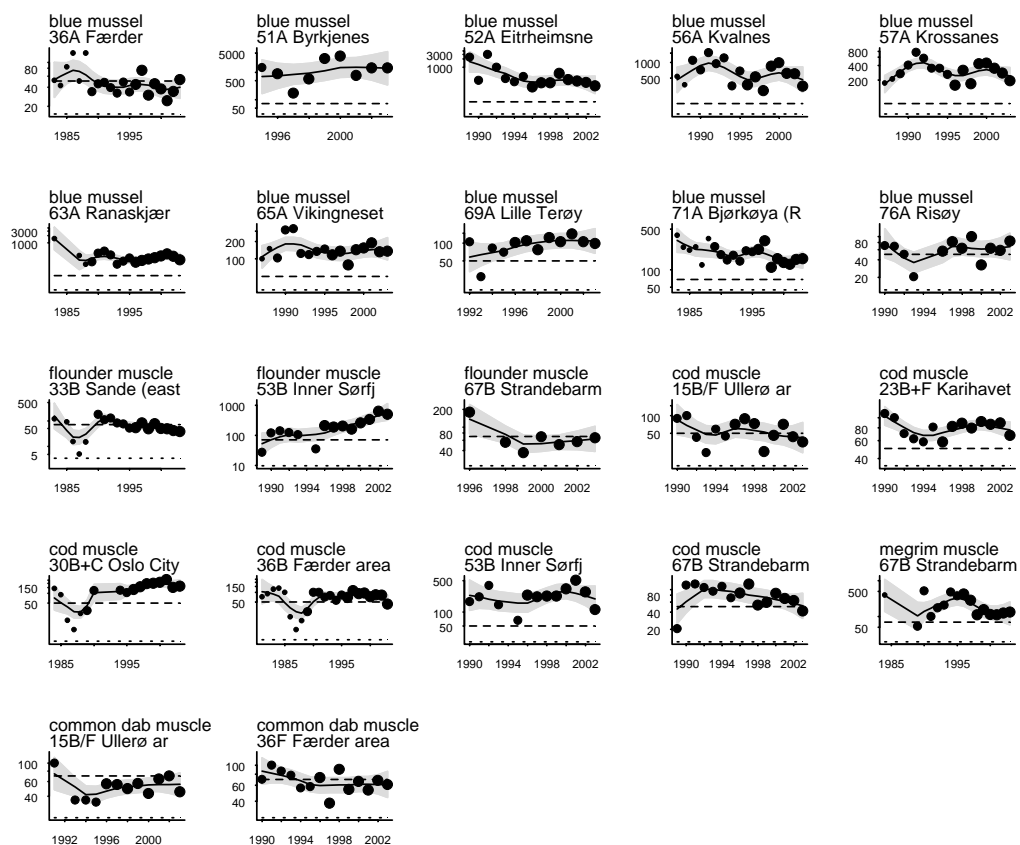 blue mussel
36A Færder
80
40
20
1985
1995
blue mussel
51A Byrkjenes
5000
500
50
1996
2000
blue mussel
52A Eitrheimsne
3000
1000
1990
1994
1998
2002
blue mussel
56A Kvalnes
1000
500
1990
1995
2000
blue mussel
57A Krossanes
800
400
200
1990
1995
2000
blue mussel
63A Ranaskjær
3000
1000
1985
1995
blue mussel
65A Vikingneset
200
100
1990
1995
2000
blue mussel
69A Lille Terøy
100
50
1992
1996
2000
blue mussel
71A Bjørkøya (R
500
100
50
1985
1995
blue mussel
76A Risøy
80
40
20
1990
1994
1998
2002
flounder muscle
33B Sande (east
500
50
5
1985
1995
flounder muscle
53B Inner Sørfj
1000
100
10
1990
1994
1998
2002
flounder muscle
67B Strandebarm
200
80
40
1996
1998
2000
2002
cod muscle
15B/F Ullerø ar
100
50
1990
1994
1998
2002
cod muscle
23B+F Karihavet
80
60
40
1990
1994
1998
2002
cod muscle
30B+C Oslo City
150
50
1985
1995
cod muscle
36B Færder area
150
50
1985
1995
cod muscle
53B Inner Sørfj
500
100
50
1990
1994
1998
2002
cod muscle
67B Strandebarm
80
40
20
1990
1994
1998
2002
megrim muscle
67B Strandebarm
500
50
1985
1995
common dab muscle
15B/F Ullerø ar
100
60
40
1992
1996
2000
common dab muscle
36F Færder area
100
60
40
1990
1994
1998
2002